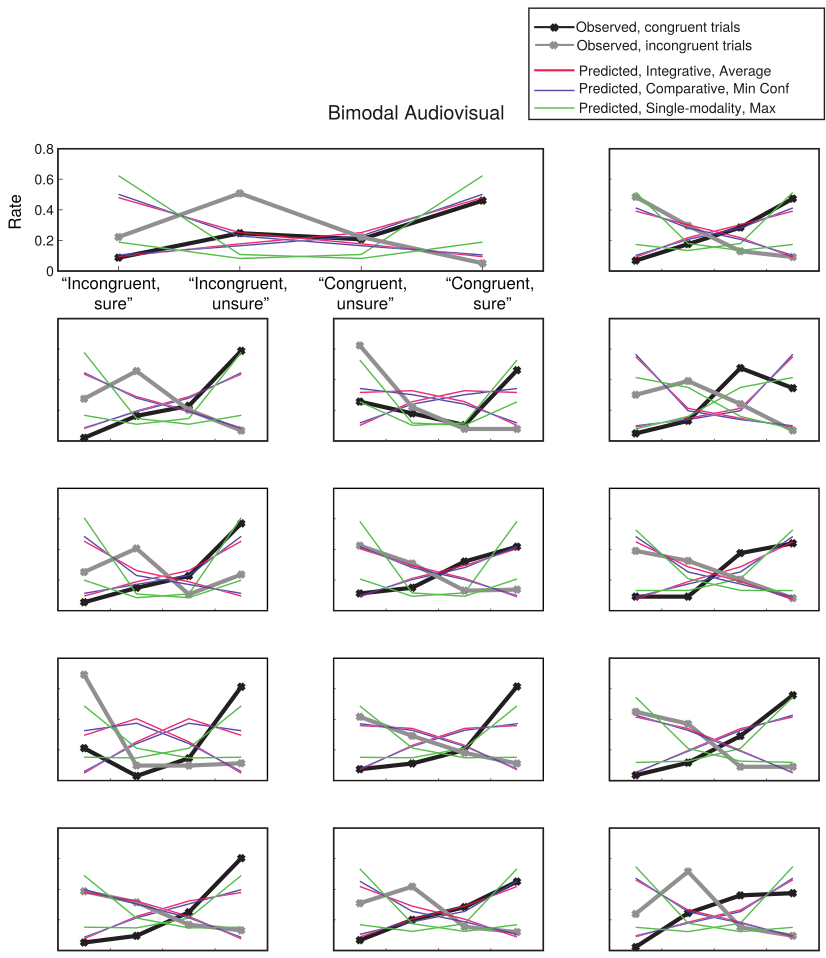 Observed, congruent trials
Observed, incongruent trials
Predicted, Integrative, Average
Predicted, Comparative, Min Conf
Predicted, Single-modality, Max
Bimodal Audiovisual
0.8
0.6
0.4
0.2
0
Rate
“Incongruent, sure”
“Incongruent, unsure”
“Congruent, unsure”
“Congruent, sure”